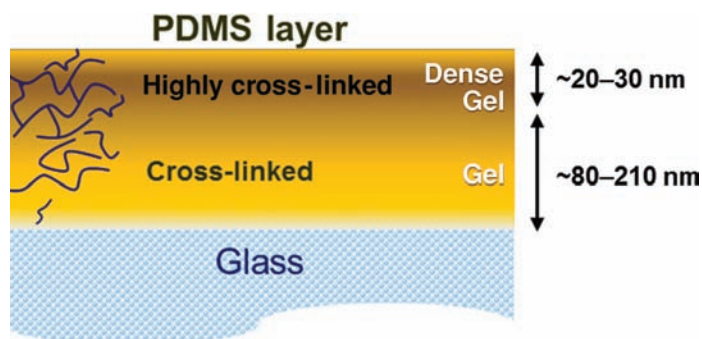 PDMS layer
Highly cross-linked
Dense
Gel
~20–30 nm
Cross-linked
Gel
~80–210 nm
Glass